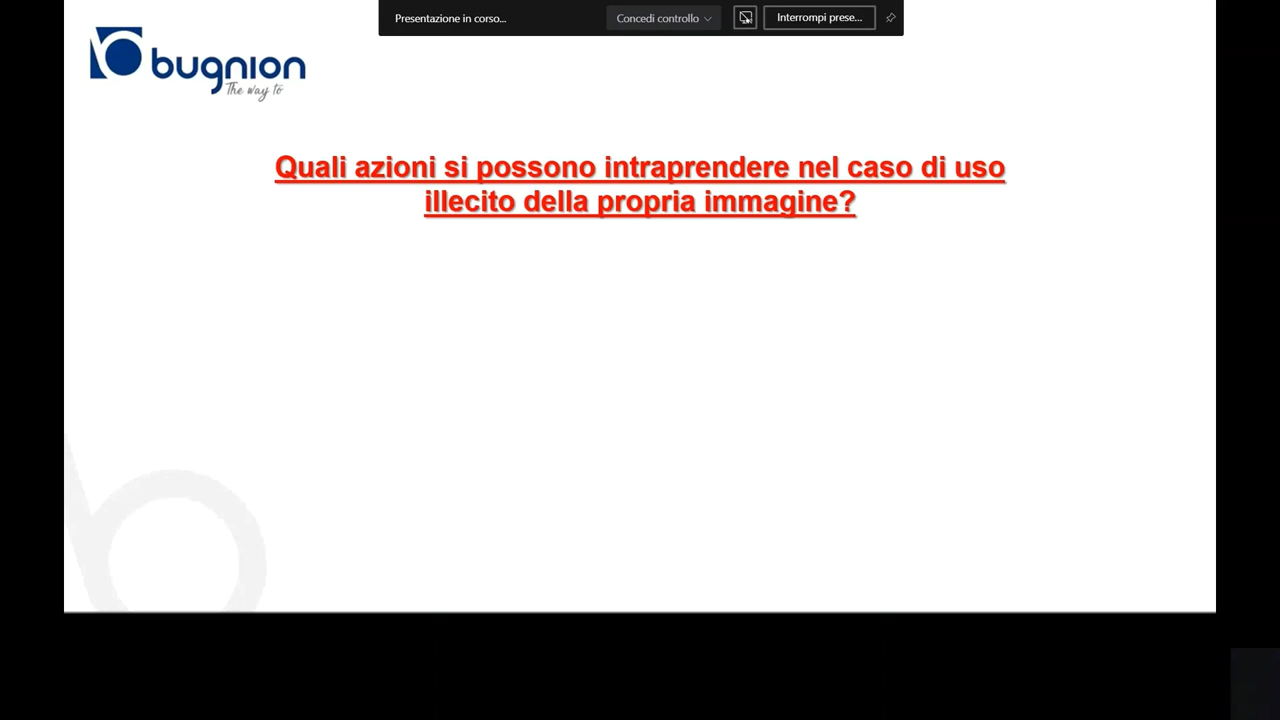 Presentazione in corso...
Concedi controllo
Interrompi prese...
bugnion
The way to
Quali azioni si possono intraprendere nel caso di uso
illecito della propria immagine?